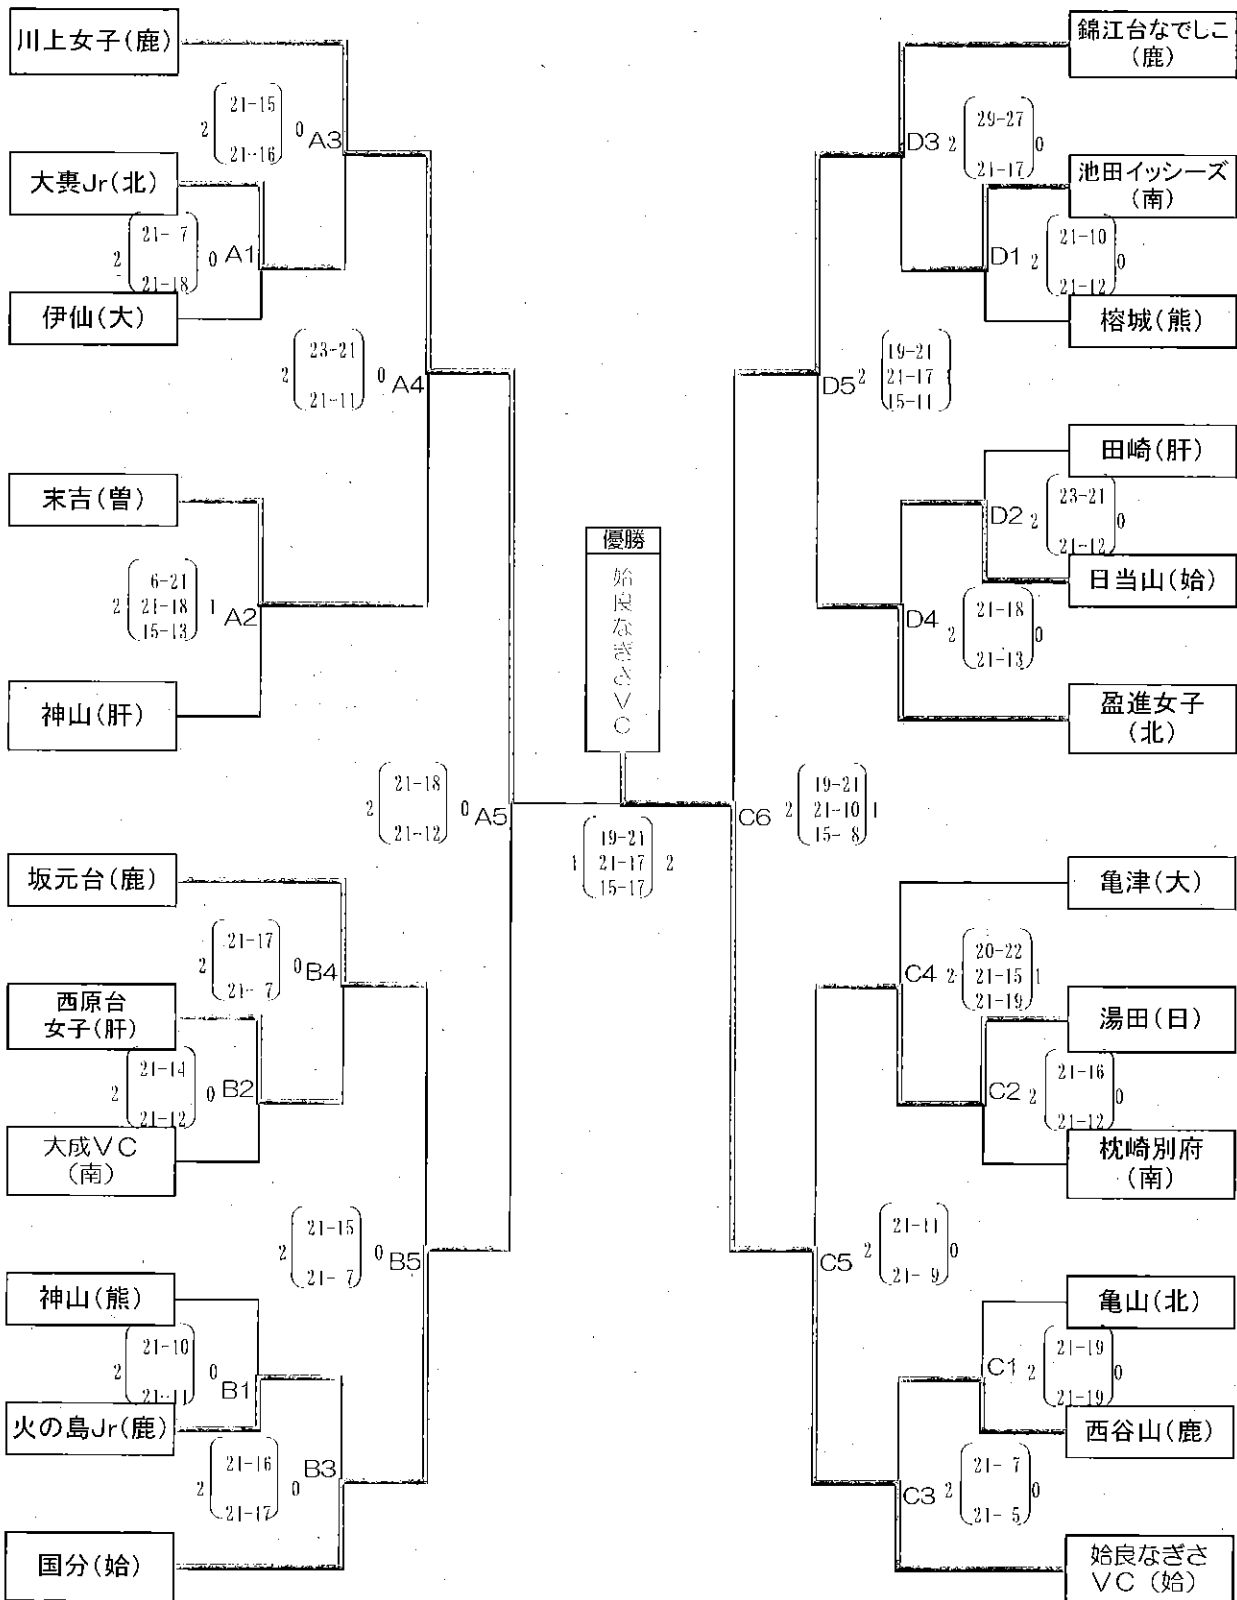 川上女子(鹿)
2 21-15 0 A3
21-16
大裏Jr(北)
2 21- 7 0 A1
21-18
伊仙(大)
2 23-21 0 A4
21-11
末吉(曽)
6-21
2 21-18 1 A2
15-13
神山(肝)
2 21-18 0 A5
21-12
坂元台(鹿)
2 21-17 0 B4
21- 7
西原台
女子(肝)
2 21-14 0 B2
21-12
大成VC
(南)
2 21-15 0 B5
21- 7
神山(熊)
2 21-10 0 B1
21-11
火の島Jr(鹿)
2 21-16 0 B3
21-17
国分(姶)
優勝
姶良なぎさVC
19-21
1 21-17 2
15-17
錦江台なでしこ
(鹿)
D3 2 29-27 0
21-17
池田イッシーズ
(南)
D1 2 21-10 0
21-12
榕城(熊)
19-21
D5 2 21-17
15-11
田崎(肝)
D2 2 23-21 0
21-12
日当山(姶)
D4 2 21-18 0
21-13
盈進女子
(北)
19-21
C6 2 21-10 1
15- 8
亀津(大)
20-22
C4 2 21-15 1
21-19
湯田(日)
C2 2 21-16 0
21-12
枕崎別府
(南)
C5 2 21-11 0
21- 9
亀山(北)
C1 2 21-19 0
21-19
西谷山(鹿)
C3 2 21- 7 0
21- 5
姶良なぎさ
VC (姶)